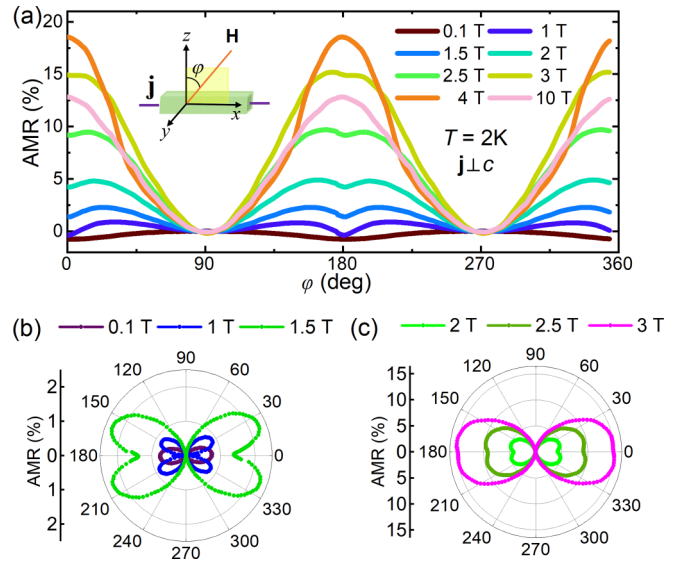 (a)
AMR (%)
20
15
10
5
0
0
90
180
270
360
φ (deg)
z
H
φ
j
x
y
0.1 T
1 T
1.5 T
2 T
2.5 T
3 T
4 T
10 T
T = 2K
j⊥c
(b)
0.1 T
1 T
1.5 T
AMR (%)
2
1
0
1
2
90
60
30
0
330
300
270
240
210
180
150
120
(c)
2 T
2.5 T
3 T
AMR (%)
15
10
5
0
5
10
15
90
60
30
0
330
300
270
240
210
180
150
120